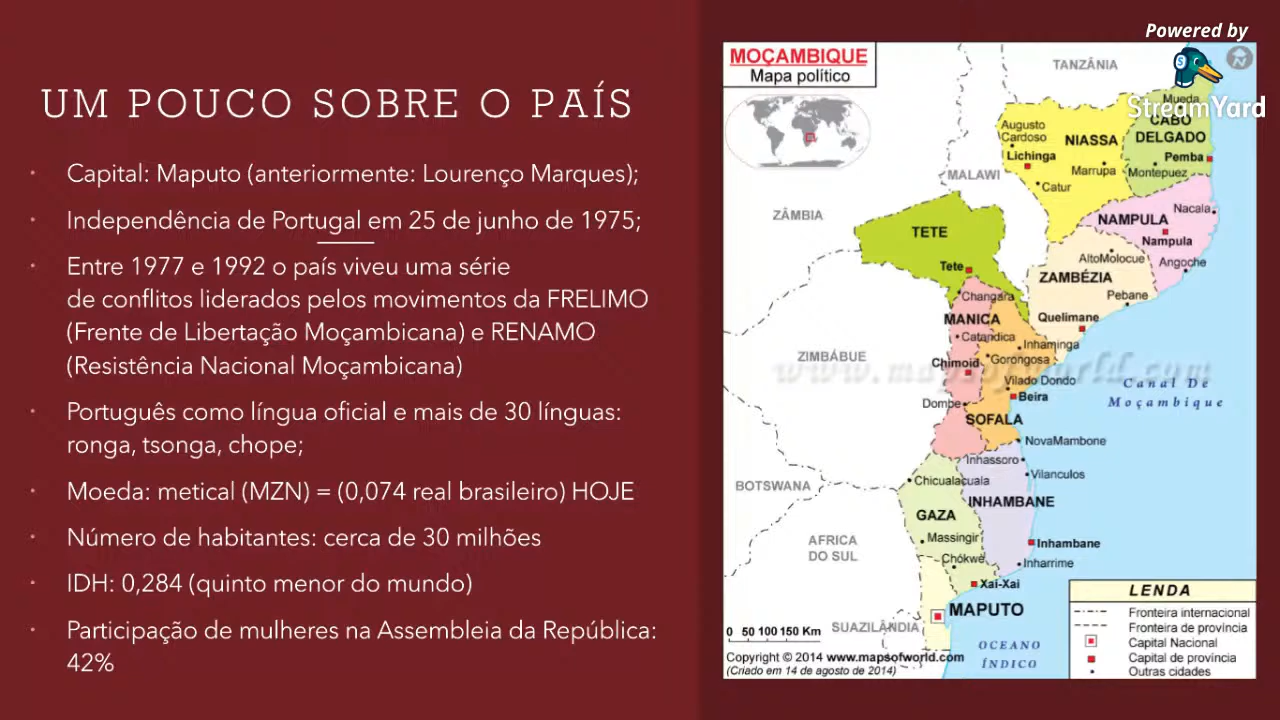 Powered by
StreamYard
UM POUCO SOBRE O PAÍS
Capital: Maputo (anteriormente: Lourenço Marques);
Independência de Portugal em 25 de junho de 1975;
Entre 1977 e 1992 o país viveu uma série
de conflitos liderados pelos movimentos da FRELIMO
(Frente de Libertação Moçambicana) e RENAMO
(Resistência Nacional Moçambicana)
Português como língua oficial e mais de 30 línguas:
ronga, tsonga, chope;
Moeda: metical (MZN) = (0,074 real brasileiro) HOJE
Número de habitantes: cerca de 30 milhões
IDH: 0,284 (quinto menor do mundo)
Participação de mulheres na Assembleia da República:
42%
MOÇAMBIQUE
Mapa político
TANZÂNIA
Mueda
CABO
DELGADO
Augusto
Cardoso
NIASSA
Lichinga
Pemba
Marrupa
Montepuez
MALAWI
Catur
ZÂMBIA
Nacala
NAMPULA
TETE
Nampula
AltoMolocue
Angoche
Tete
ZAMBÉZIA
Changara
Pebane
MANICA
Quelimane
Catandica
Inhaminga
ZIMBÁBUE
Gorongosa
Chimoid
www.mapsofworld.com
Vilado Dondo
Canal De
Moçambique
Beira
Dombe
SOFALA
NovaMambone
Inhassoro
Vilanculos
BOTSWANA
Chicualacuala
INHAMBANE
GAZA
AFRICA
DO SUL
Massingir
Inhambane
Chókwè
Inharrime
Xai-Xai
MAPUTO
SUAZILÂNDIA
0 50 100 150 Km
OCEANO
ÍNDICO
Copyright © 2014 www.mapsofworld.com
(Criado em 14 de agosto de 2014)
LENDA
Fronteira internacional
Fronteira de província
Capital Nacional
Capital de província
Outras cidades